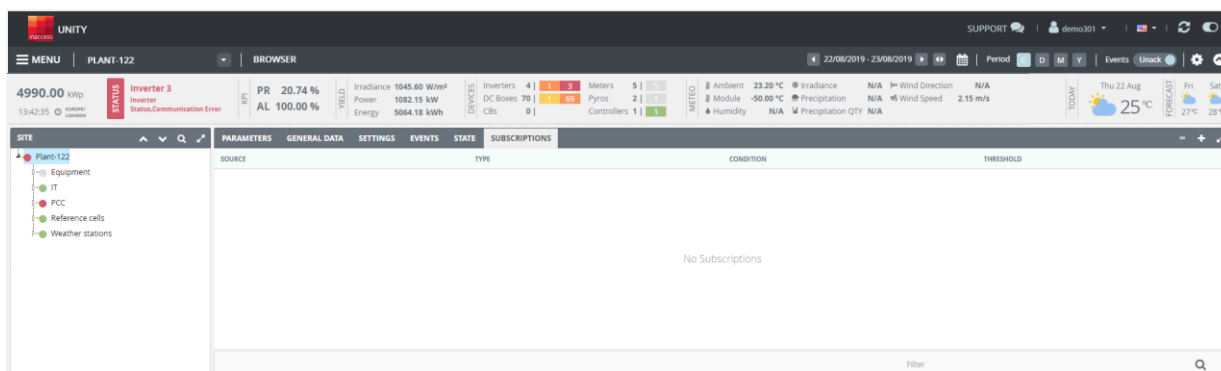 inaccess UNITY SUPPORT demo301
MENU PLANT-122 BROWSER 22/08/2019 - 23/08/2019 Period C D M Y Events Unack
4990.00 kWp
13:42:35 EUROPE/ LONDON
STATUS
Inverter 3
Inverter
Status,Communication Error
KPI
PR 20.74 %
AL 100.00 %
YIELD
Irradiance 1045.60 W/m²
Power 1082.15 kW
Energy 5064.18 kWh
DEVICES
Inverters 4 | 1 3
DC Boxes 70 | 1 69
CBs 0 |
Meters 5 | 5
Pyros 2 | 1
Controllers 1 | 1
METEO
Ambient 23.20 °C Irradiance N/A Wind Direction N/A
Module -50.00 °C Precipitation N/A Wind Speed 2.15 m/s
Humidity N/A Precipitation QTY N/A
TODAY
Thu 22 Aug
25 °C
FORECAST
Fri Sat
27°C 28°
SITE PARAMETERS GENERAL DATA SETTINGS EVENTS STATE SUBSCRIPTIONS
SOURCE TYPE CONDITION THRESHOLD
Plant-122
Equipment
IT
PCC
Reference cells
Weather stations
No Subscriptions
Filter